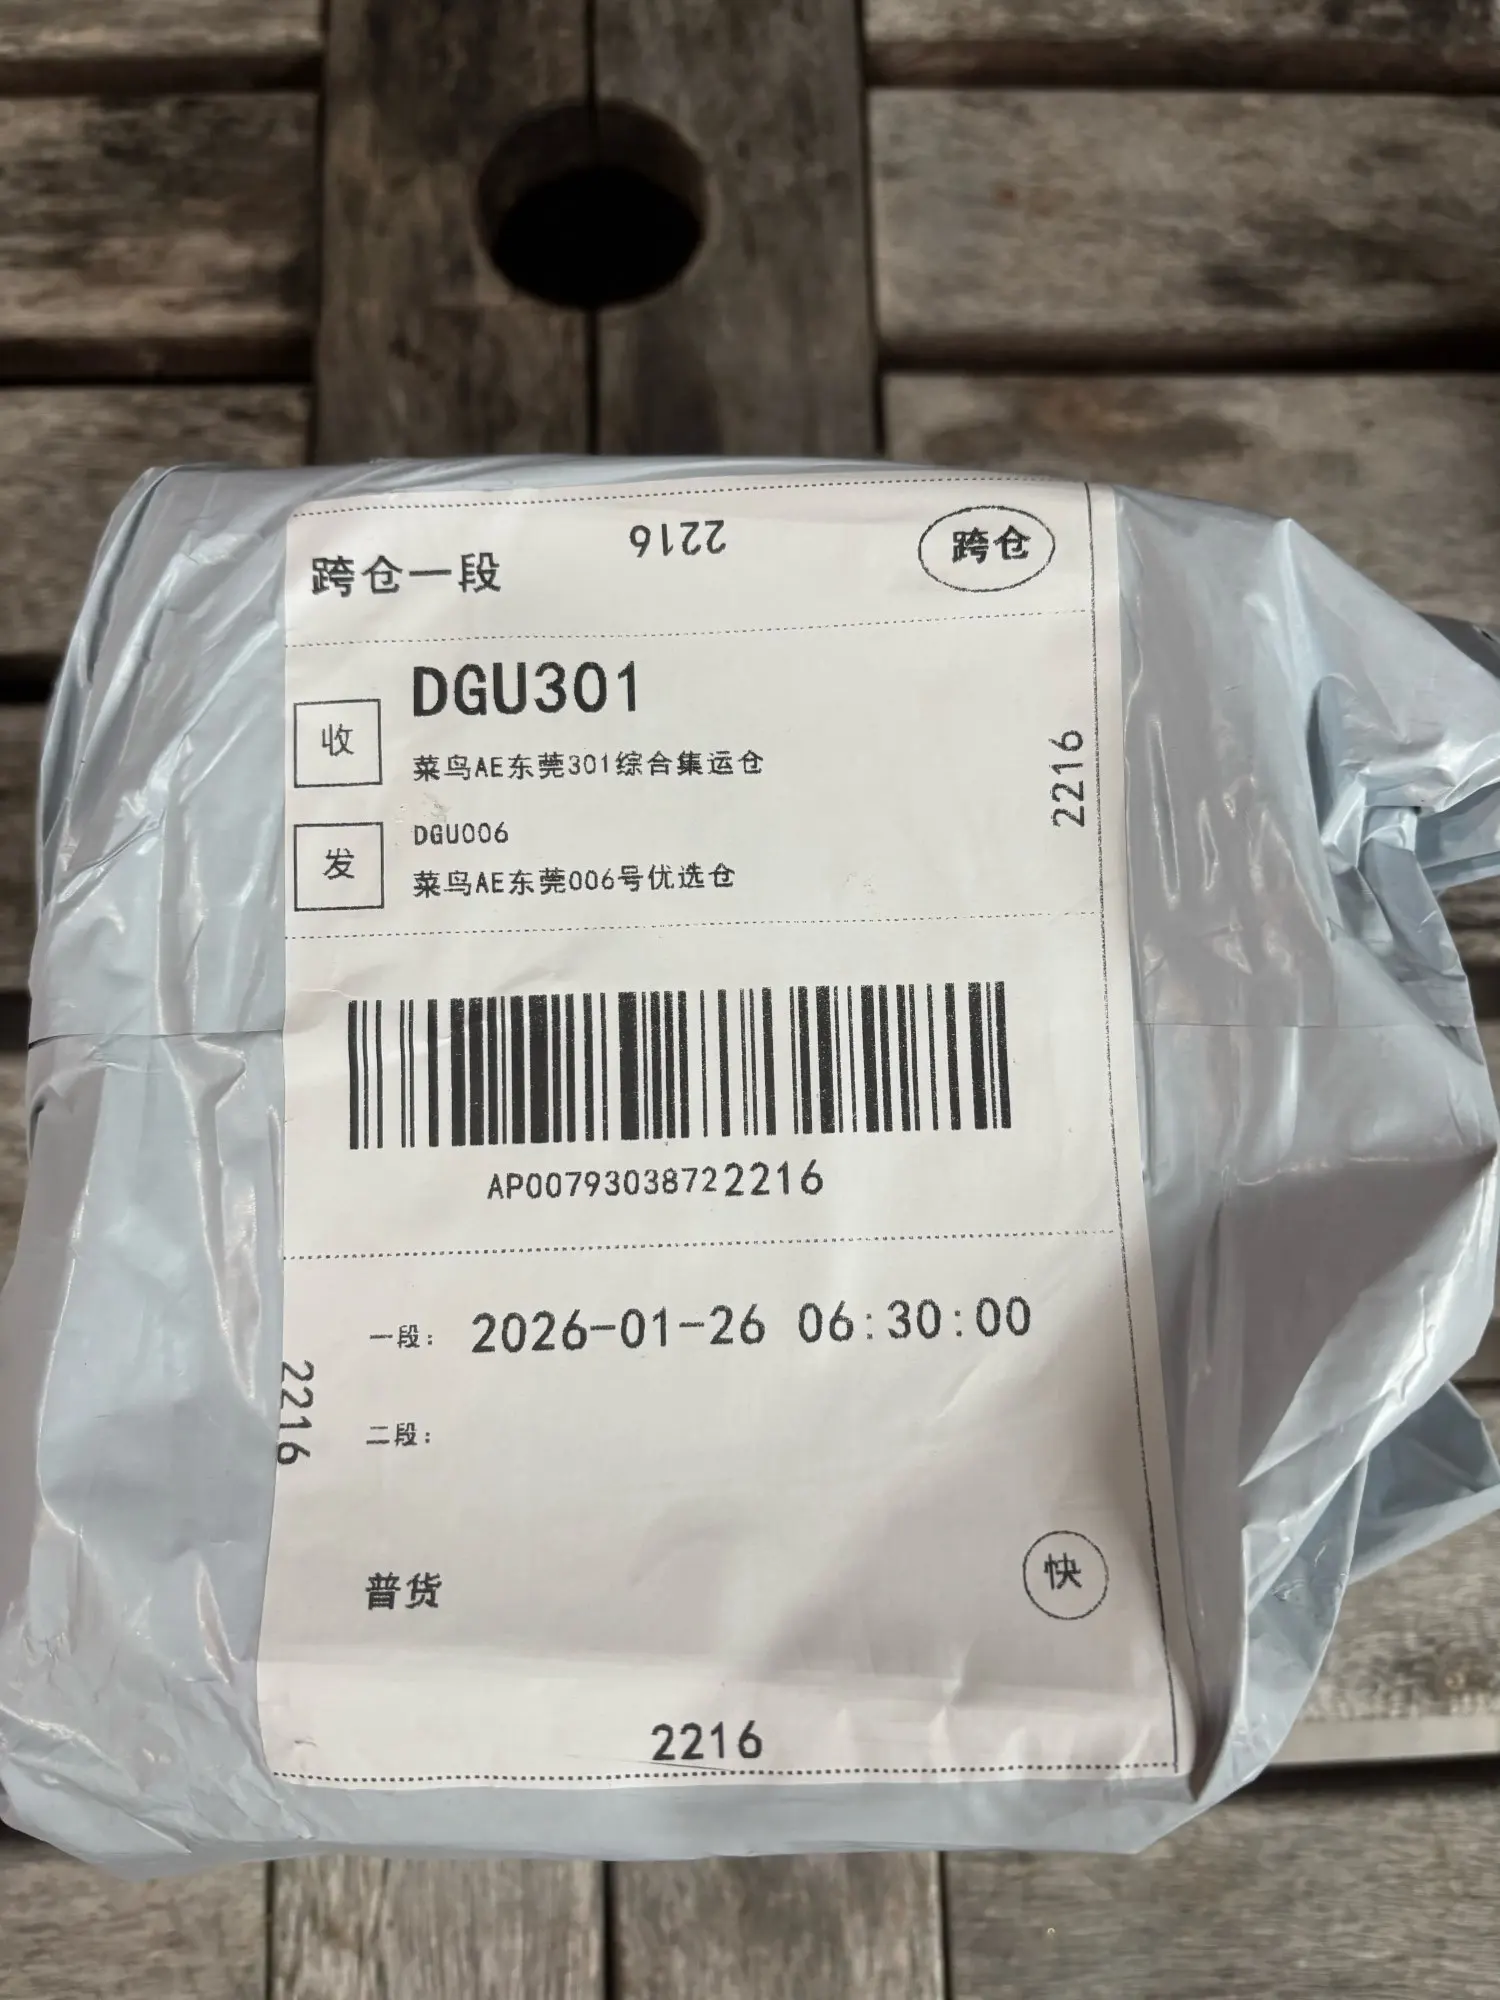 2216
跨仓一段
跨仓
DGU301
收
菜鸟AE东莞301综合集运仓
2216
DGU006
发
菜鸟AE东莞006号优选仓
AP00793038722216
一段: 2026-01-26 06:30:00
2216
二段:
普货
快
2216